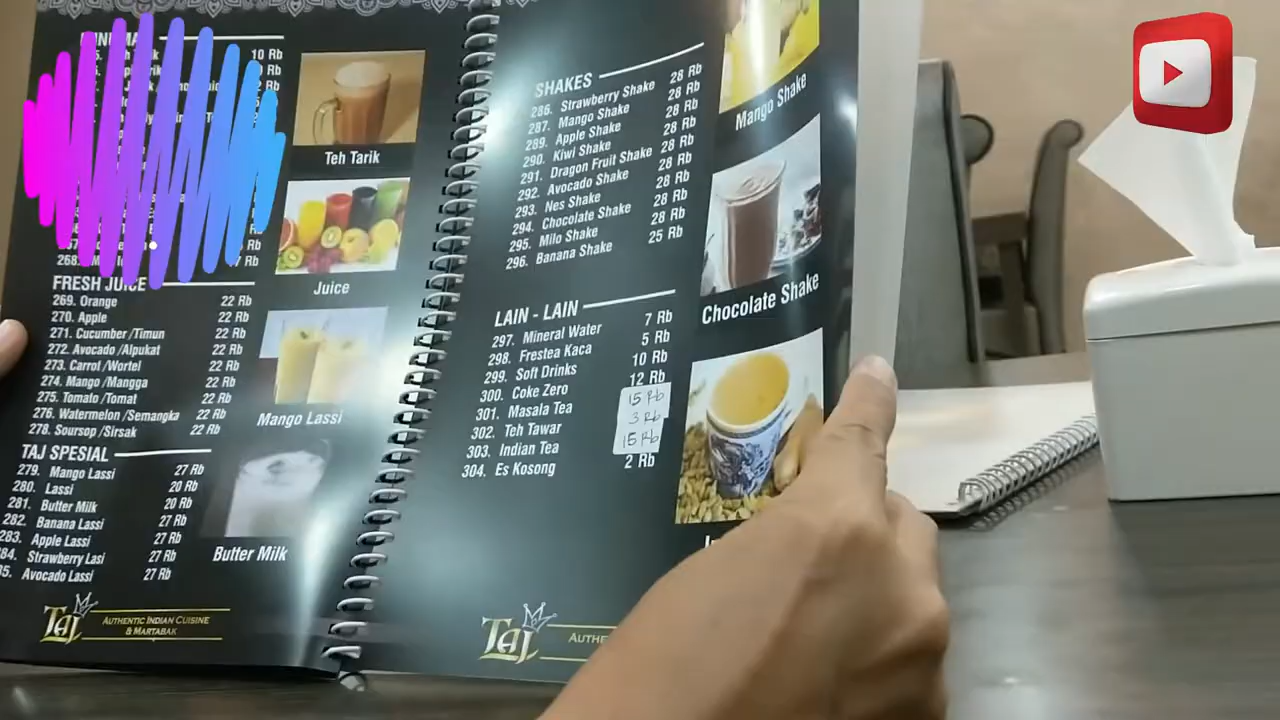 10 Rb
FRESH JUICE
269. Orange 22 Rb
270. Apple 22 Rb
271. Cucumber /Timun 22 Rb
272. Avocado /Alpukat 22 Rb
273. Carrot /Wortel 22 Rb
274. Mango /Mangga 22 Rb
275. Tomato /Tomat 22 Rb
276. Watermelon /Semangka 22 Rb
278. Soursop /Sirsak 22 Rb
TAJ SPECIAL
279. Mango Lassi 27 Rb
280. Lassi 20 Rb
281. Butter Milk 20 Rb
282. Banana Lassi 27 Rb
283. Apple Lassi 27 Rb
84. Strawberry Lasi 27 Rb
35. Avocado Lassi 27 Rb
Teh Tarik
Juice
Mango Lassi
Butter Milk
TAJ
AUTHENTIC INDIAN CUISINE
& MARTABAK
SHAKES
286. Strawberry Shake 28 Rb
287. Mango Shake 28 Rb
289. Apple Shake 28 Rb
290. Kiwi Shake 28 Rb
291. Dragon Fruit Shake 28 Rb
292. Avocado Shake 28 Rb
293. Nes Shake 28 Rb
294. Chocolate Shake 28 Rb
295. Milo Shake 28 Rb
296. Banana Shake 25 Rb
LAIN - LAIN
297. Mineral Water 7 Rb
298. Frestea Kaca 5 Rb
299. Soft Drinks 10 Rb
300. Coke Zero 12 Rb
301. Masala Tea 15 Rb
302. Teh Tawar 3 Rb
303. Indian Tea 15 Rb
304. Es Kosong 2 Rb
Mango Shake
Chocolate Shake
TAJ
AUTHE